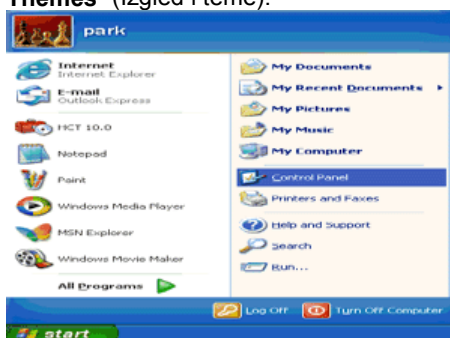 Themes" (izgled i teme).
park
Internet
Internet Explorer
E-mail
Outlook Express
HCT 10.0
Notepad
Paint
Windows Media Player
MSN Explorer
Windows Movie Maker
All Programs
My Documents
My Recent Documents
My Pictures
My Music
My Computer
Control Panel
Printers and Faxes
Help and Support
Search
Run...
Log Off
Turn Off Computer
start